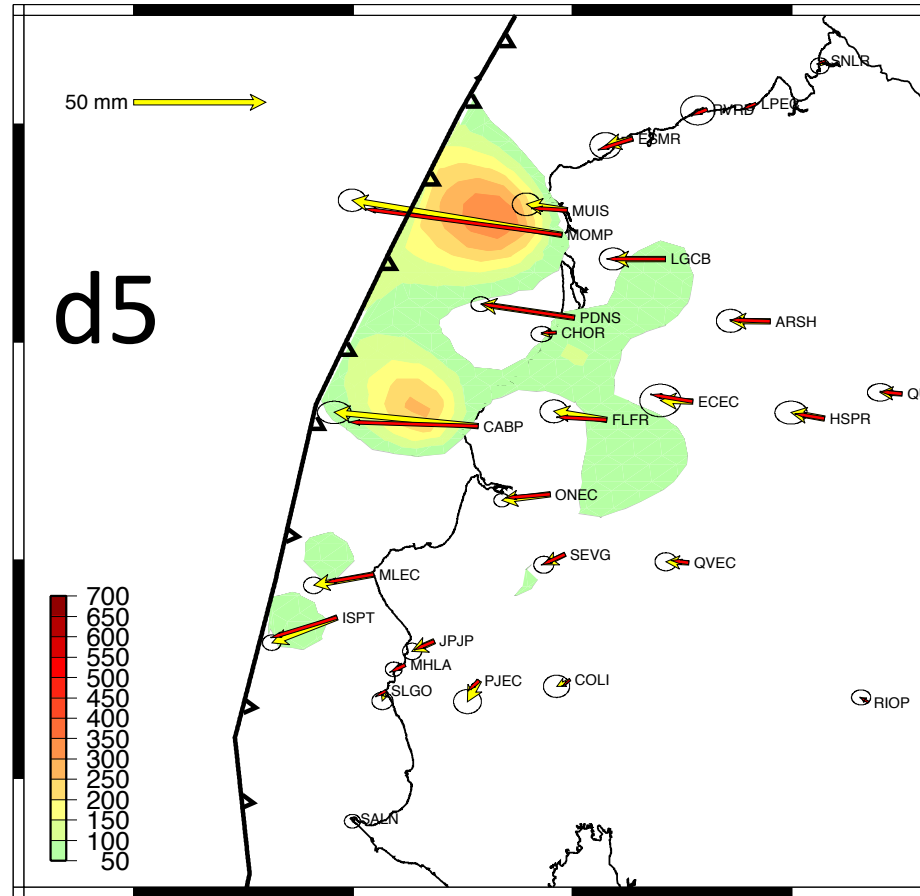 SNLR
50 mm
LPEC
RVRD
ESMR
MUIS
MOMP
LGCB
d5
PDNS
ARSH
CHOR
ECEC
HSPR
FLFR
CABP
ONEC
SEVG
QVEC
MLEC
ISPT
JPJP
MHLA
PJEC
COLI
SLGO
RIOP
SALN
700
650
600
550
500
450
400
350
300
250
200
150
100
50